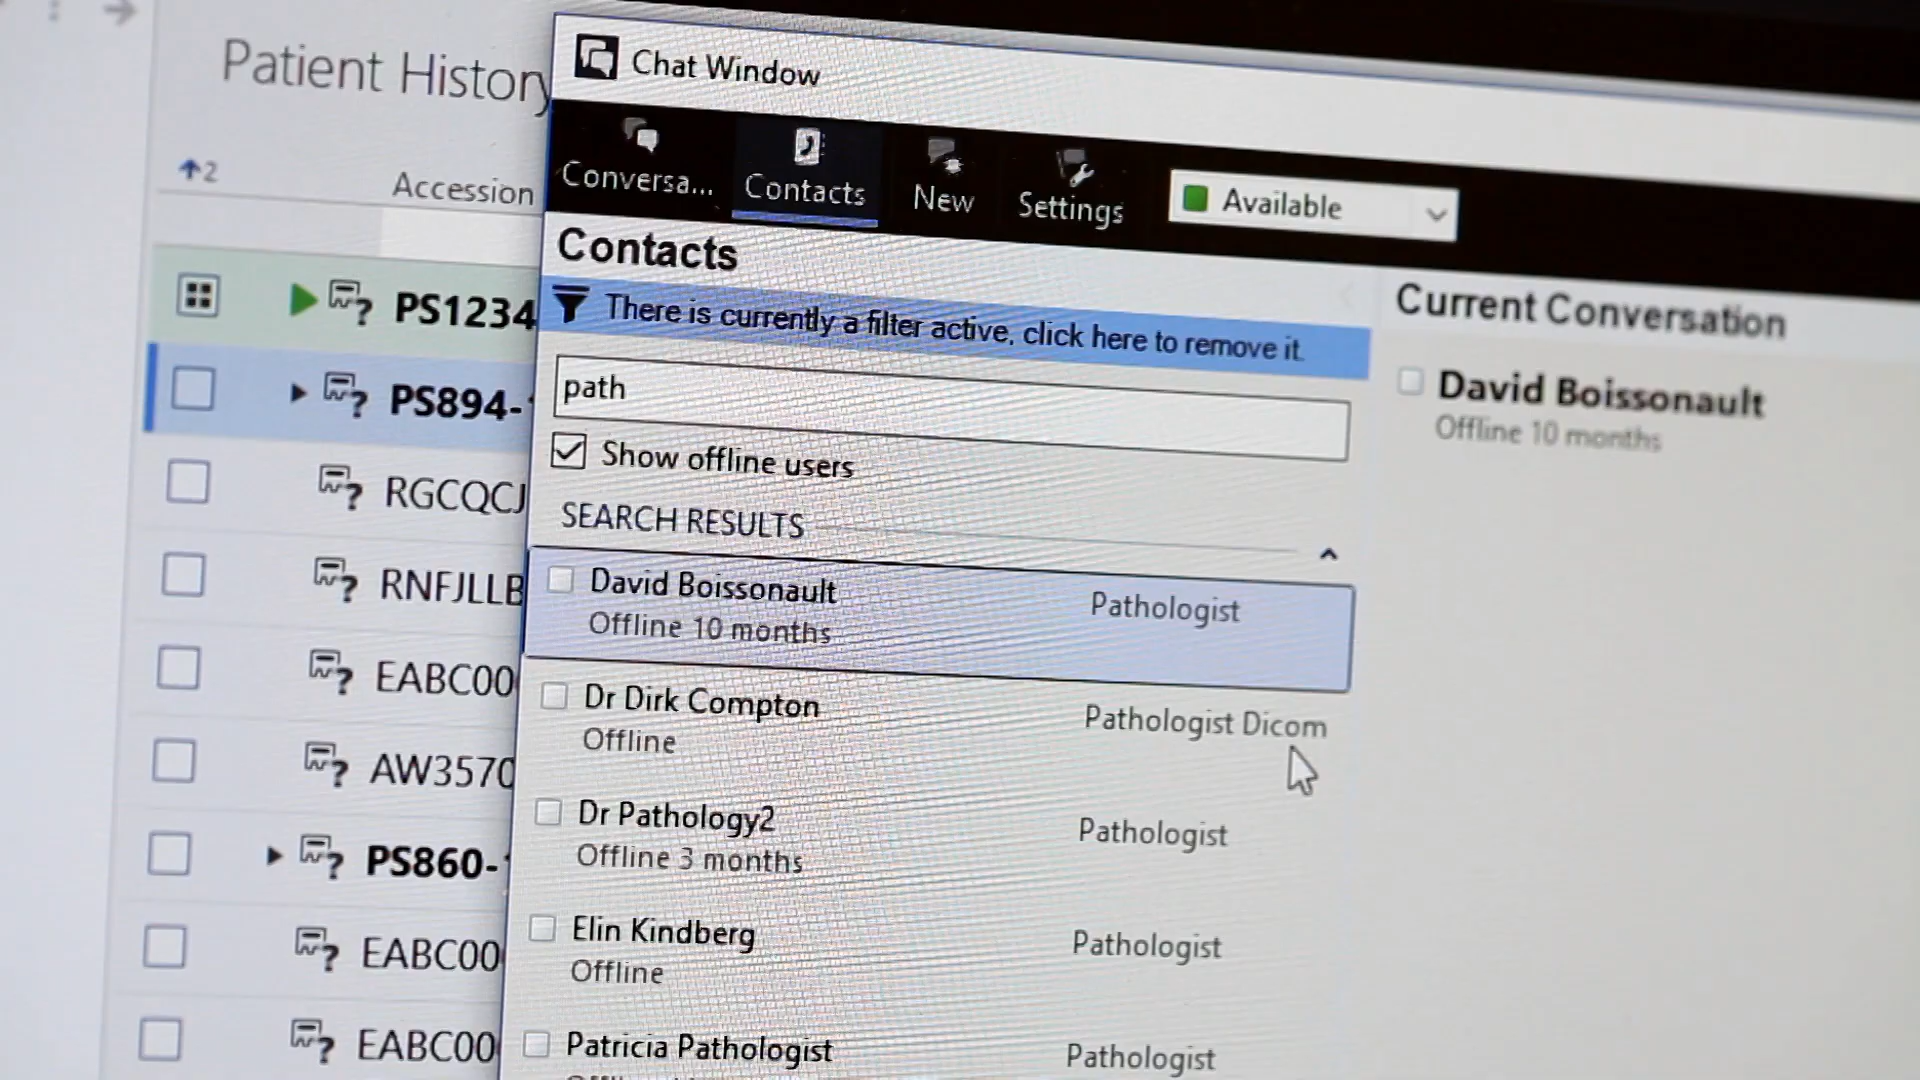 Patient History
2
Accession
PS1234
PS894-
RGCQCJ
RNFJLLB
EABC00
AW3570
PS860-
EABC00
EABC00
Chat Window
Conversa...
Contacts
New
Settings
Available
Contacts
There is currently a filter active, click here to remove it.
path
Show offline users
SEARCH RESULTS
David Boissonault
Pathologist
Offline 10 months
Dr Dirk Compton
Pathologist Dicom
Offline
Dr Pathology2
Pathologist
Offline 3 months
Elin Kindberg
Pathologist
Offline
Patricia Pathologist
Pathologist
Current Conversation
David Boissonault
Offline 10 months